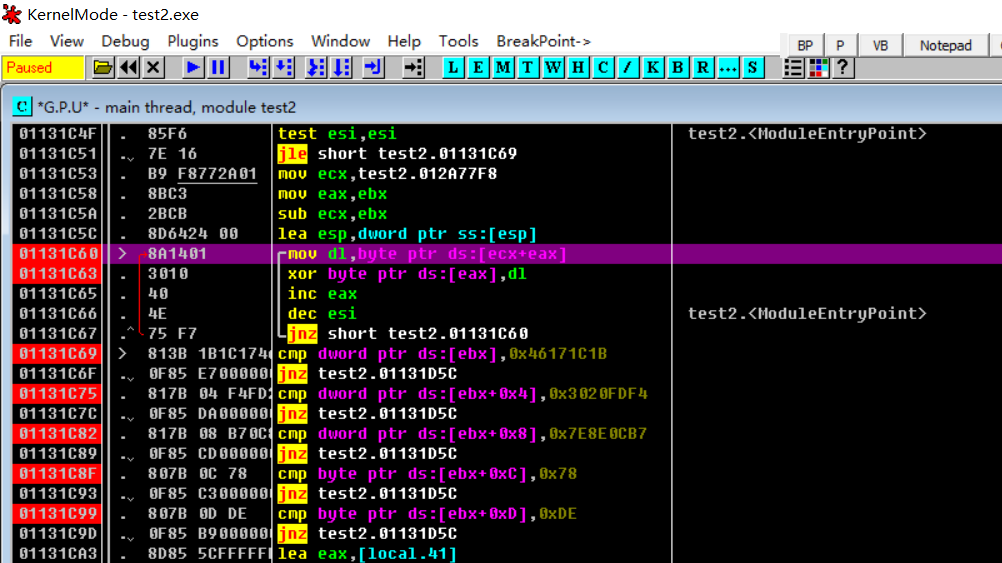 KernelMode - test2.exe
File View Debug Plugins Options Window Help Tools BreakPoint-> BP P VB Notepad
Paused L E M T W H C / K B R ... S ?
C *G.P.U* - main thread, module test2
01131C4F . 85F6 test esi,esi test2.<ModuleEntryPoint>
01131C51 . 7E 16 jle short test2.01131C69
01131C53 . B9 F8772A01 mov ecx,test2.012A77F8
01131C58 . 8BC3 mov eax,ebx
01131C5A . 2BCB sub ecx,ebx
01131C5C . 8D6424 00 lea esp,dword ptr ss:[esp]
01131C60 > 8A1401 mov dl,byte ptr ds:[ecx+eax]
01131C63 . 3010 xor byte ptr ds:[eax],dl
01131C65 . 40 inc eax
01131C66 . 4E dec esi test2.<ModuleEntryPoint>
01131C67 .^ 75 F7 jnz short test2.01131C60
01131C69 > 813B 1B1C174 cmp dword ptr ds:[ebx],0x46171C1B
01131C6F . 0F85 E700000 jnz test2.01131D5C
01131C75 . 817B 04 F4FD2 cmp dword ptr ds:[ebx+0x4],0x3020FDF4
01131C7C . 0F85 DA00000 jnz test2.01131D5C
01131C82 . 817B 08 B70C8 cmp dword ptr ds:[ebx+0x8],0x7E8E0CB7
01131C89 . 0F85 CD00000 jnz test2.01131D5C
01131C8F . 807B 0C 78 cmp byte ptr ds:[ebx+0xC],0x78
01131C93 . 0F85 C300000 jnz test2.01131D5C
01131C99 . 807B 0D DE cmp byte ptr ds:[ebx+0xD],0xDE
01131C9D . 0F85 B900000 jnz test2.01131D5C
01131CA3 . 8D85 5CFFFFF lea eax,[local.41]